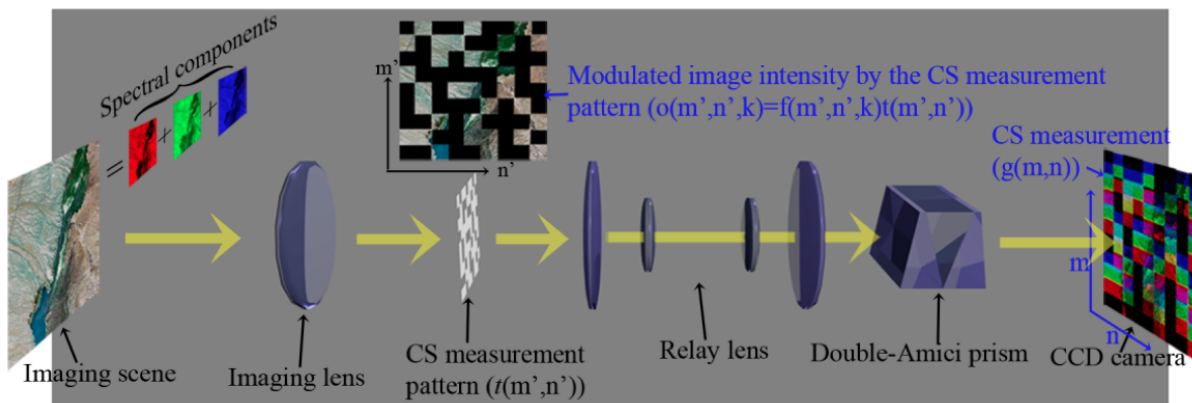 Spectral components
=
+
+
m'
n'
Modulated image intensity by the CS measurement
pattern (o(m',n',k)=f(m',n',k)t(m',n'))
CS measurement
(g(m,n))
m
n
Imaging scene
Imaging lens
CS measurement
pattern (t(m',n'))
Relay lens
Double-Amici prism
CCD camera